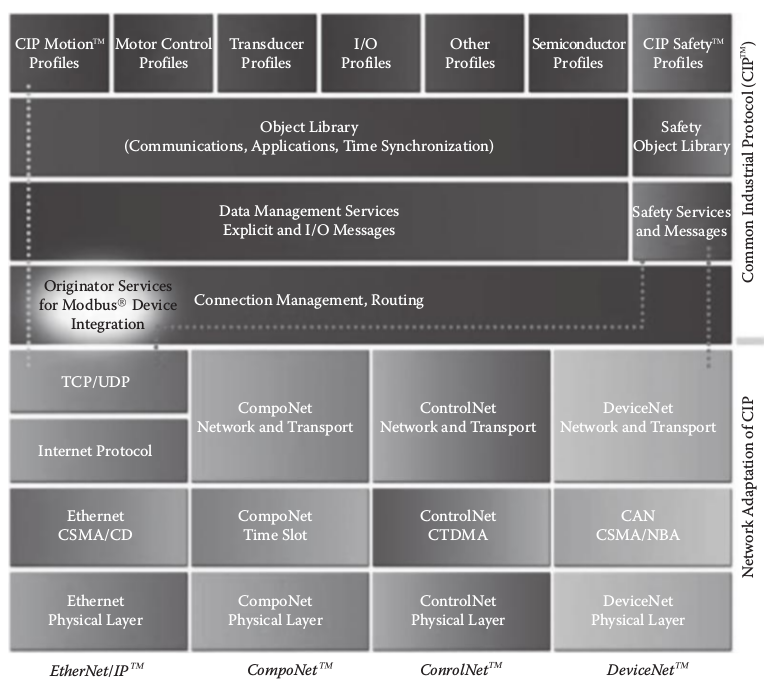 CIP Motion™
Profiles
Motor Control
Profiles
Transducer
Profiles
I/O
Profiles
Other
Profiles
Semiconductor
Profiles
CIP Safety™
Profiles
Object Library
(Communications, Applications, Time Synchronization)
Safety
Object Library
Data Management Services
Explicit and I/O Messages
Safety Services
and Messages
Originator Services
for Modbus® Device
Integration
Connection Management, Routing
Common Industrial Protocol (CIP™)
TCP/UDP
Internet Protocol
CompoNet
Network and Transport
ControlNet
Network and Transport
DeviceNet
Network and Transport
Ethernet
CSMA/CD
CompoNet
Time Slot
ControlNet
CTDMA
CAN
CSMA/NBA
Ethernet
Physical Layer
CompoNet
Physical Layer
ControlNet
Physical Layer
DeviceNet
Physical Layer
Network Adaptation of CIP
EtherNet/IP™
CompoNet™
ConrolNet™
DeviceNet™